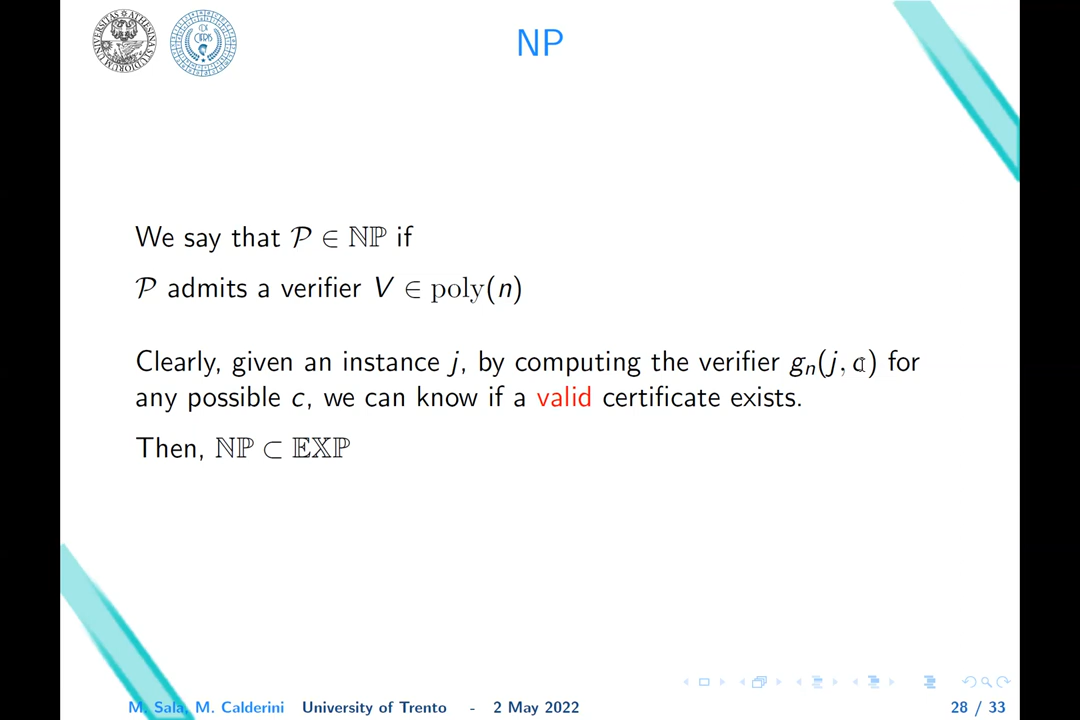 NP
We say that 𝒫 ∈ ℕℙ if
𝒫 admits a verifier V ∈ poly(n)
Clearly, given an instance j, by computing the verifier gₙ(j, c) for
any possible c, we can know if a valid certificate exists.
Then, ℕℙ ⊂ 𝔼𝕏ℙ
M. Sala, M. Calderini University of Trento - 2 May 2022 28 / 33